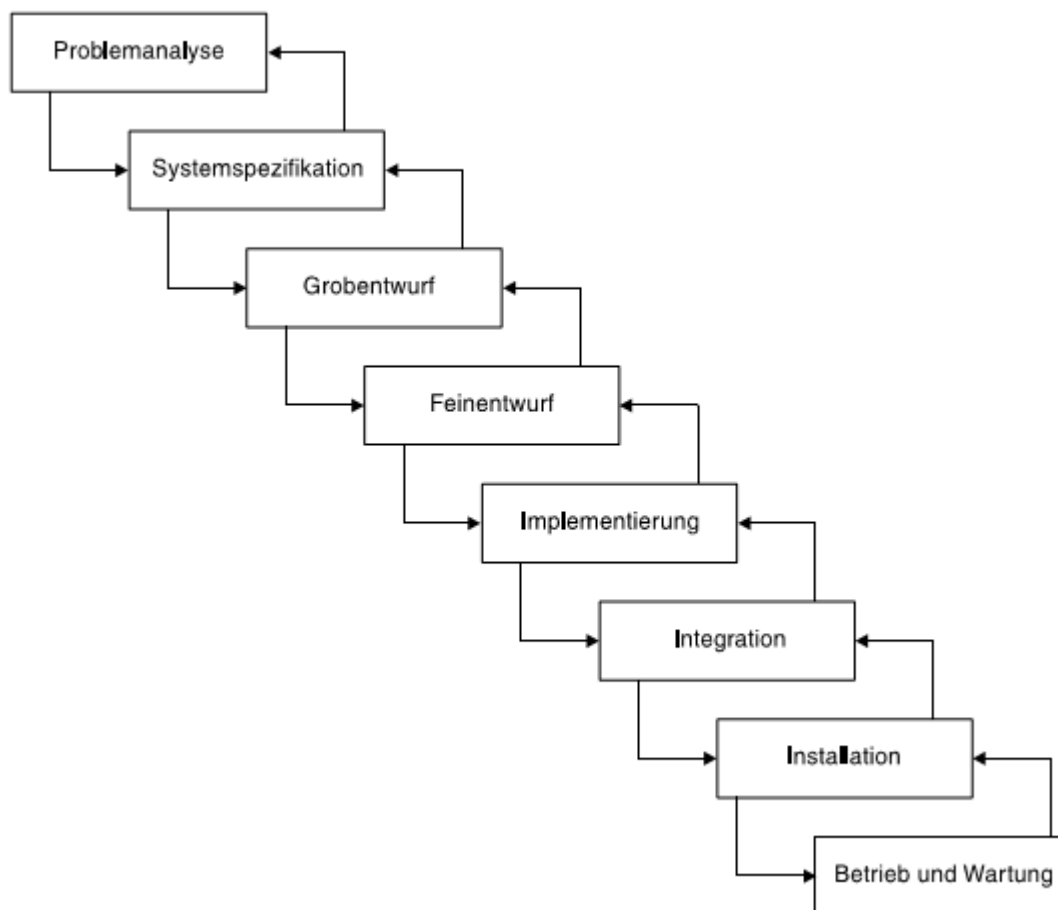 Problemanalyse
Systemspezifikation
Grobentwurf
Feinentwurf
Implementierung
Integration
Installation
Betrieb und Wartung